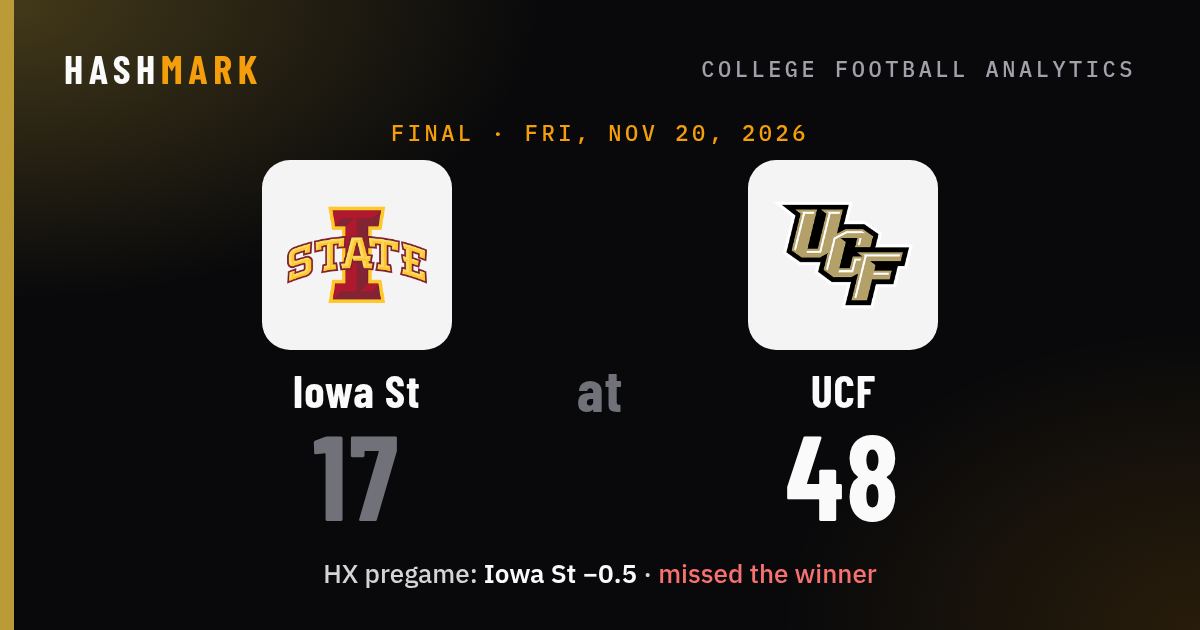 HASHMARK
COLLEGE FOOTBALL ANALYTICS
FINAL · FRI, NOV 20, 2026
STATE
UCF
Iowa St
at
UCF
17
48
HX pregame: Iowa St −0.5 · missed the winner